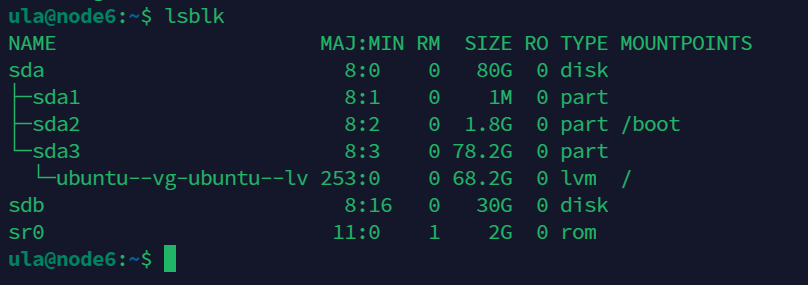 ula@node6:~$ lsblk
NAME                      MAJ:MIN RM  SIZE RO TYPE MOUNTPOINTS
sda                         8:0    0   80G  0 disk
├─sda1                      8:1    0    1M  0 part
├─sda2                      8:2    0  1.8G  0 part /boot
└─sda3                      8:3    0 78.2G  0 part
  └─ubuntu--vg-ubuntu--lv 253:0    0 68.2G  0 lvm  /
sdb                         8:16   0   30G  0 disk
sr0                        11:0    1    2G  0 rom
ula@node6:~$